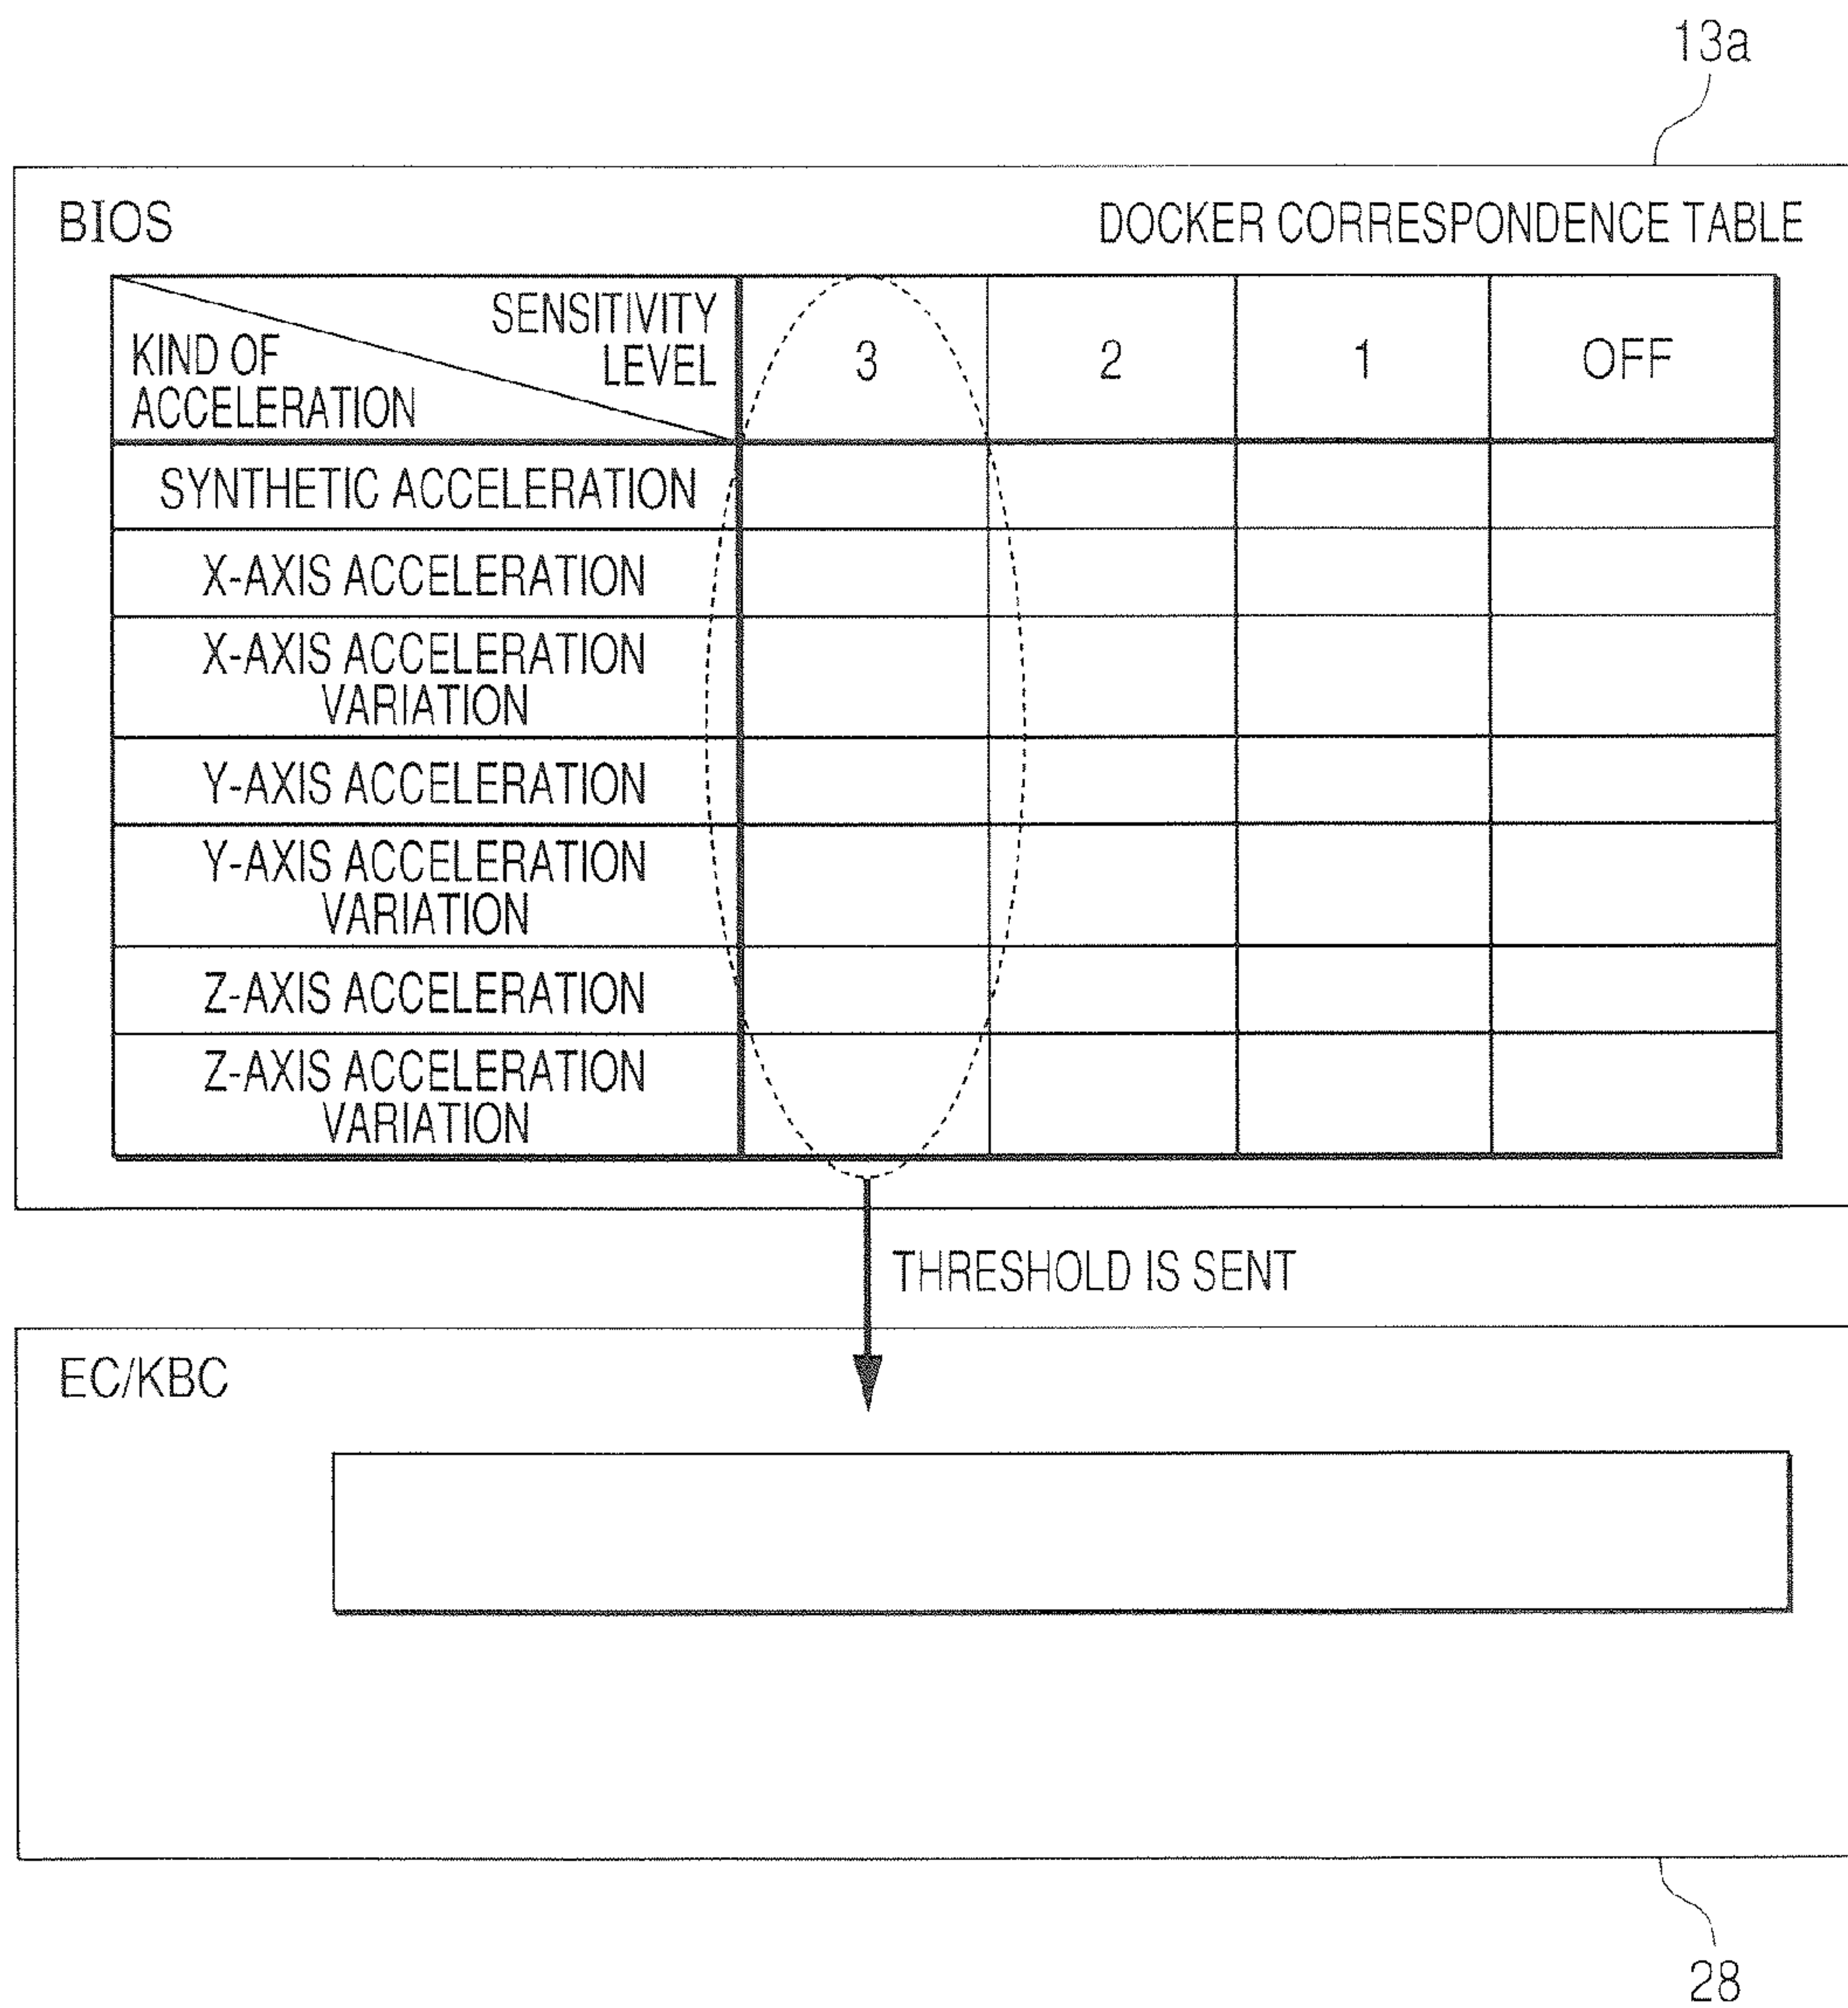 13a
BIOS
DOCKER CORRESPONDENCE TABLE
SENSITIVITY
LEVEL
KIND OF
ACCELERATION
3
2
1
OFF
SYNTHETIC ACCELERATION
X-AXIS ACCELERATION
X-AXIS ACCELERATION
VARIATION
Y-AXIS ACCELERATION
Y-AXIS ACCELERATION
VARIATION
Z-AXIS ACCELERATION
Z-AXIS ACCELERATION
VARIATION
THRESHOLD IS SENT
EC/KBC
28